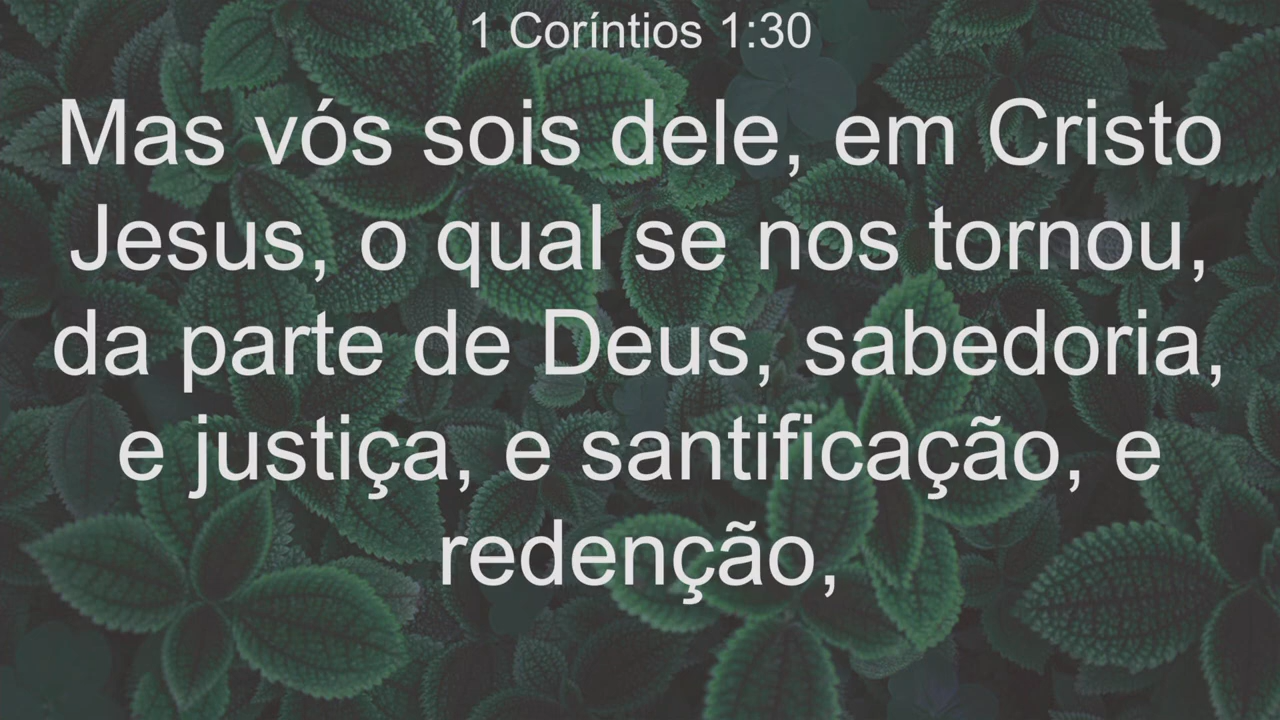 1 Coríntios 1:30
Mas vós sois dele, em Cristo
Jesus, o qual se nos tornou,
da parte de Deus, sabedoria,
e justiça, e santificação, e
redenção,